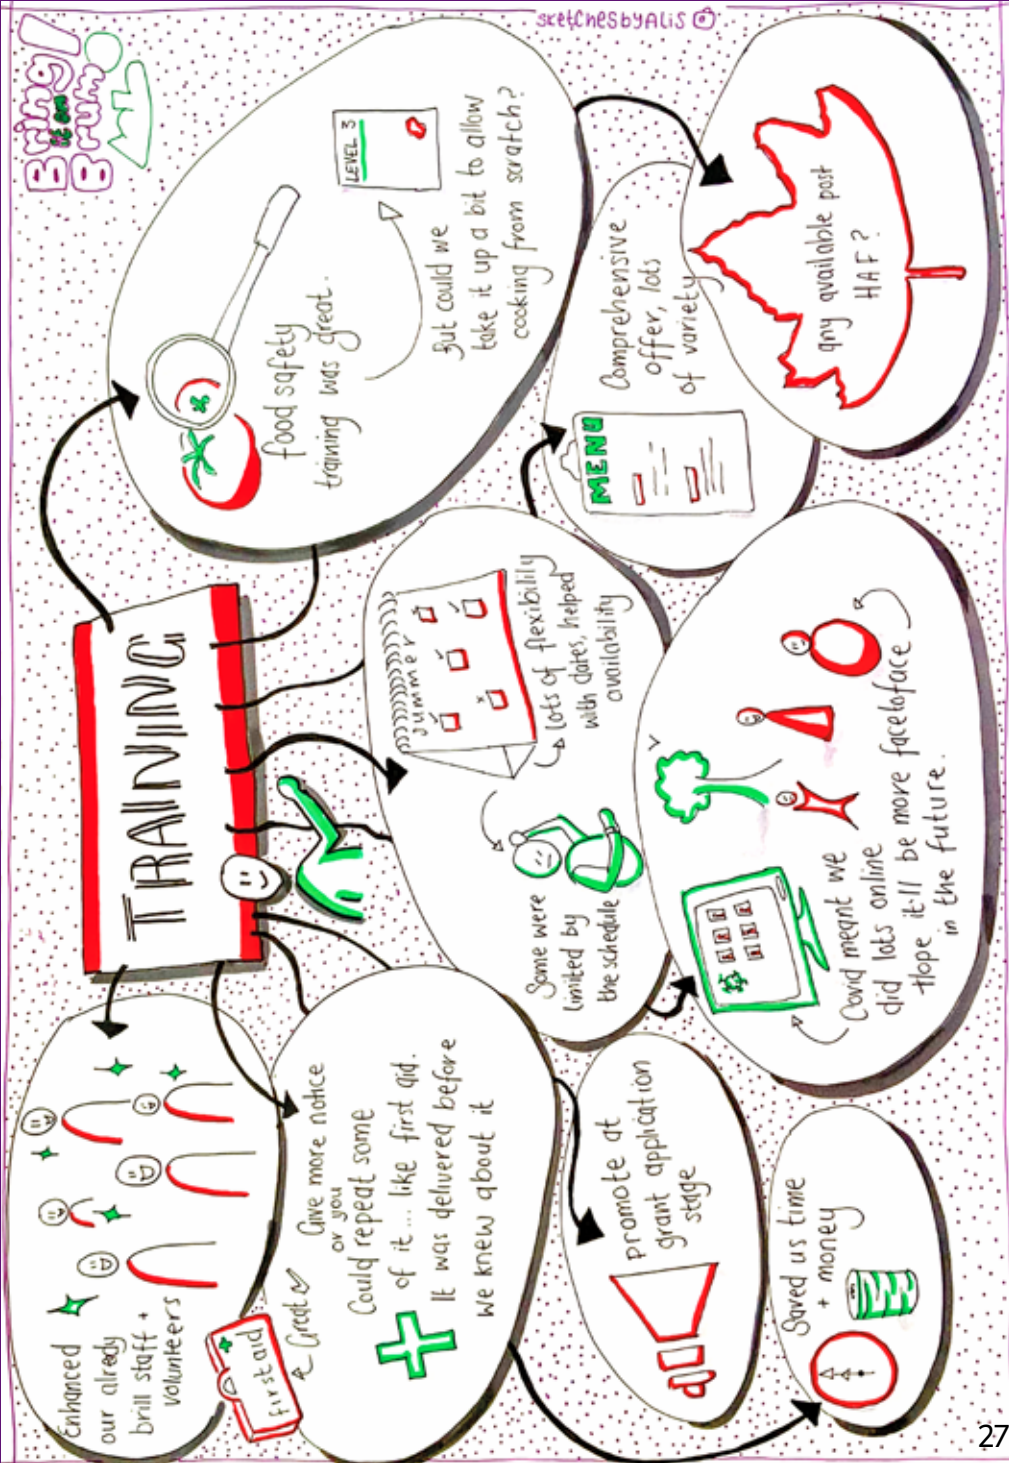 sketchesbyALIS
Bring
it on
Brum!
TRAINING
Enhanced
our alredy
brill staff +
volunteers
first aid
Great
Give more notice
or you
Could repeat some
of it... like first aid.
It was delivered before
we knew about it
promote at
grant application
stage
Saved us time
+ money
Some were
limited by
the schedule
summer
Lots of flexibility
with dates, helped
availability
Covid meant we
did lots online
Hope it'll be more facetoface
in the future.
MENU
Comprehensive
offer, lots
of variety
food safety
training was great.
LEVEL 3
But could we
take it up a bit to allow
cooking from scratch?
any available post
HAF?
27